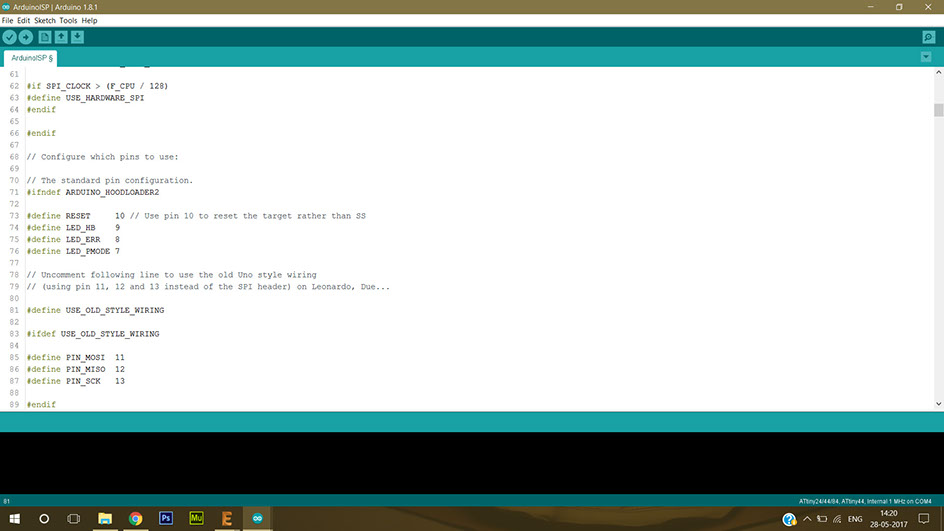 ArduinoISP | Arduino 1.8.1
File Edit Sketch Tools Help
ArduinoISP §
61
62 #if SPI_CLOCK > (F_CPU / 128)
63 #define USE_HARDWARE_SPI
64 #endif
65
66 #endif
67
68 // Configure which pins to use:
69
70 // The standard pin configuration.
71 #ifndef ARDUINO_HOODLOADER2
72
73 #define RESET 10 // Use pin 10 to reset the target rather than SS
74 #define LED_HB 9
75 #define LED_ERR 8
76 #define LED_PMODE 7
77
78 // Uncomment following line to use the old Uno style wiring
79 // (using pin 11, 12 and 13 instead of the SPI header) on Leonardo, Due...
80
81 #define USE_OLD_STYLE_WIRING
82
83 #ifdef USE_OLD_STYLE_WIRING
84
85 #define PIN_MOSI 11
86 #define PIN_MISO 12
87 #define PIN_SCK 13
88
89 #endif
81 ATtiny24/44/84, ATtiny44, Internal 1 MHz on COM4
Ps Mu E ENG 14:20
28-05-2017